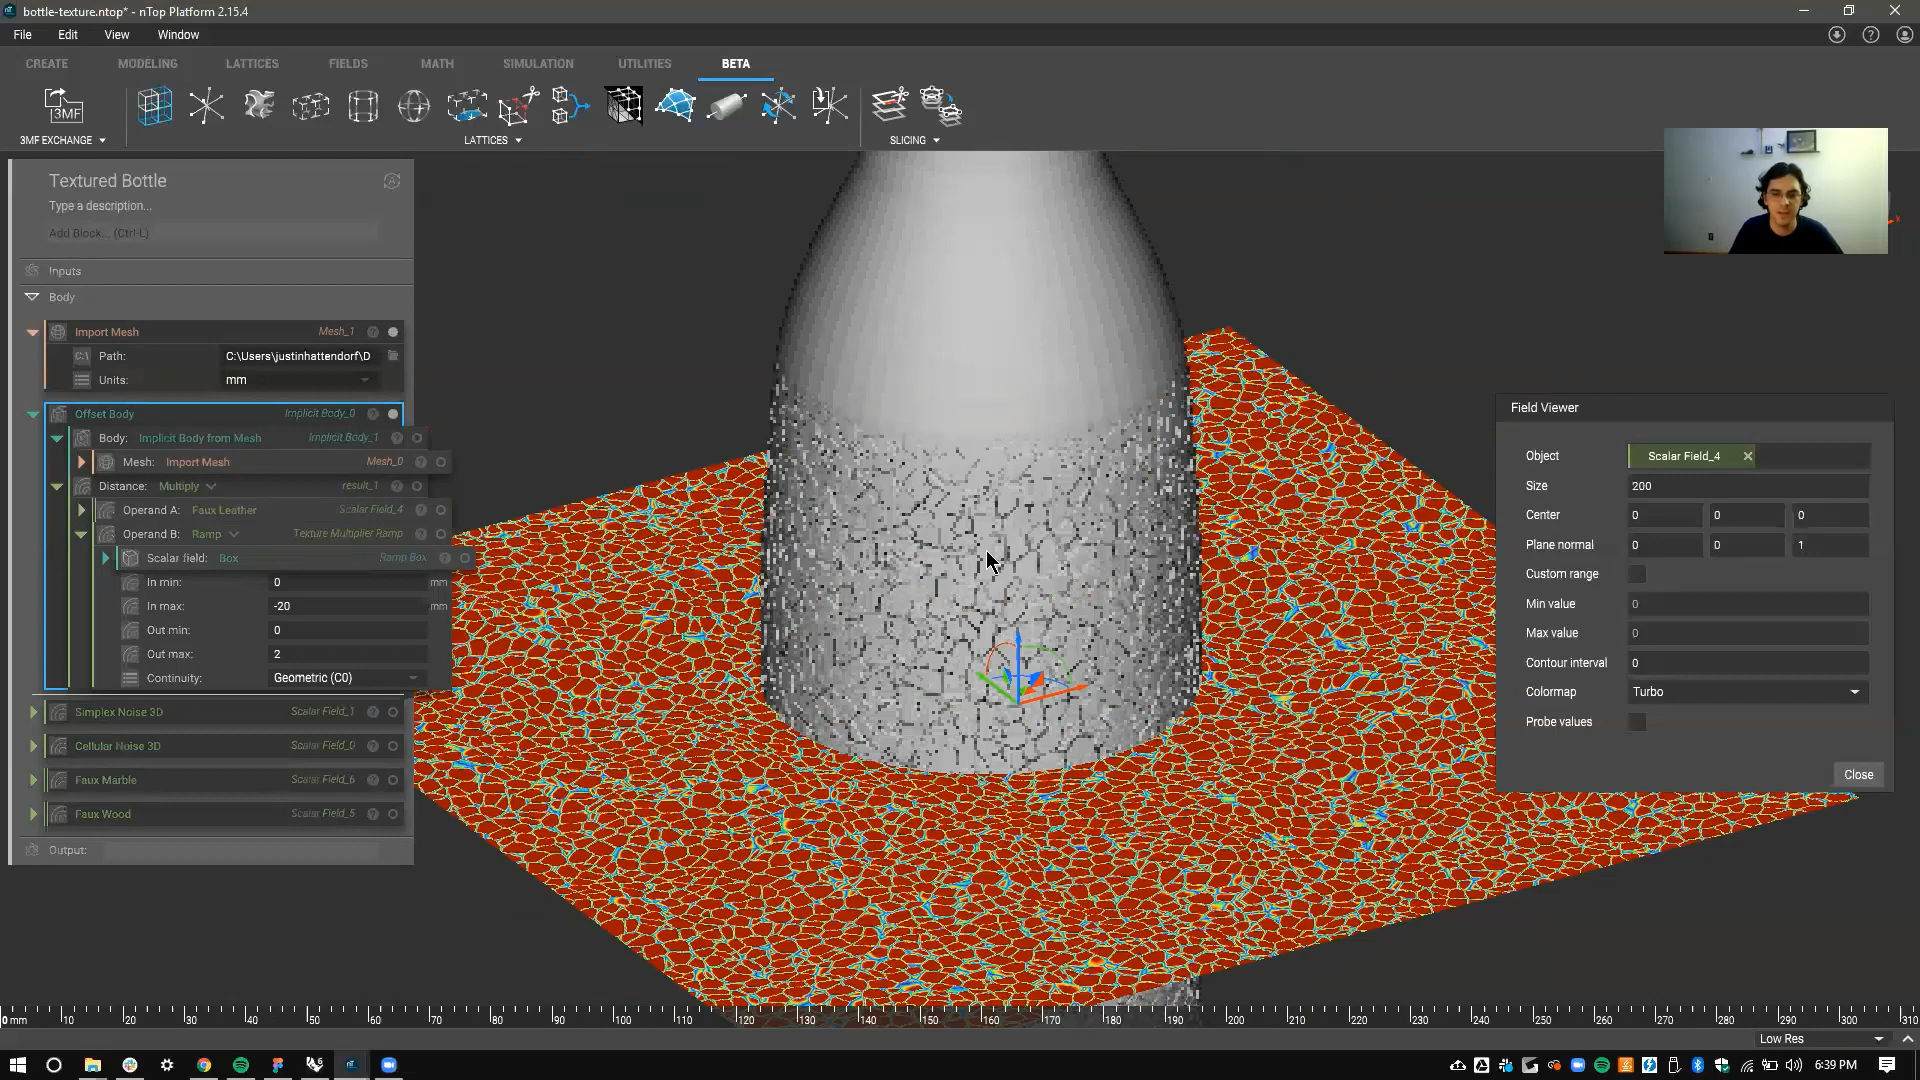 bottle-texture.ntop* - nTop Platform 2.15.4
File Edit View Window
CREATE MODELING LATTICES FIELDS MATH SIMULATION UTILITIES BETA
3MF
3MF EXCHANGE LATTICES SLICING
Textured Bottle
Type a description...
Add Block... (Ctrl-L)
Inputs
Body
Import Mesh Mesh_1
Path: C:\Users\justinhattendorf\D
Units: mm
Offset Body Implicit Body_0
Body: Implicit Body from Mesh Implicit Body_1
Mesh: Import Mesh Mesh_0
Distance: Multiply result_1
Operand A: Faux Leather Scalar Field_4
Operand B: Ramp Texture Multiplier Ramp
Scalar field: Box Ramp Box
In min: 0 mm
In max: -20 mm
Out min: 0
Out max: 2
Continuity: Geometric (C0)
Simplex Noise 3D Scalar Field_1
Cellular Noise 3D Scalar Field_0
Faux Marble Scalar Field_6
Faux Wood Scalar Field_5
Output:
Field Viewer
Object Scalar Field_4
Size 200
Center 0 0 0
Plane normal 0 0 1
Custom range
Min value 0
Max value 0
Contour interval 0
Colormap Turbo
Probe values
Close
x
0 mm 10 20 30 40 50 60 70 80 90 100 110 120 130 140 150 160 170 180 190 200 210 220 230 240 250 260 270 280 290 300 310
Low Res
6:39 PM